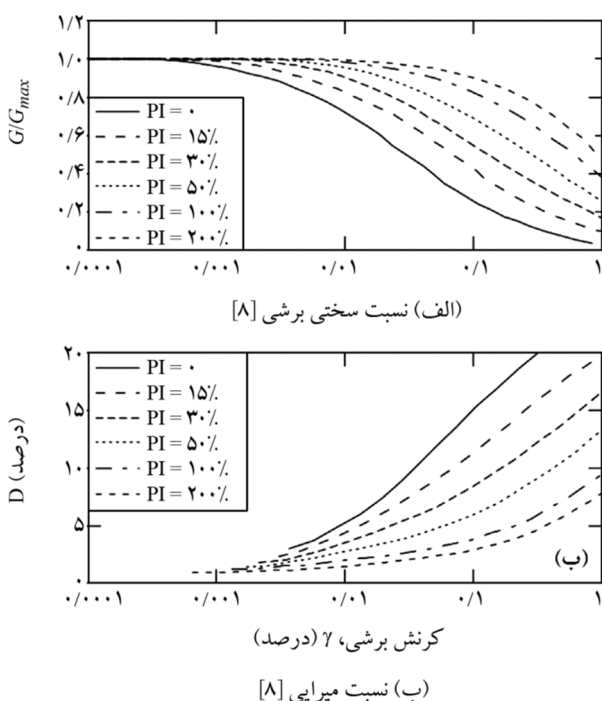 ۱/۲
۱/۰
۰/۸
۰/۶
۰/۴
۰/۲
۰
G/Gmax
PI = ۰
PI = ۱۵٪
PI = ۳۰٪
PI = ۵۰٪
PI = ۱۰۰٪
PI = ۲۰۰٪
۰/۰۰۰۱ ۰/۰۰۱ ۰/۰۱ ۰/۱ ۱
(الف) نسبت سختی برشی [۸]
۲۰
۱۵
۱۰
۵
۰
D (درصد)
PI = ۰
PI = ۱۵٪
PI = ۳۰٪
PI = ۵۰٪
PI = ۱۰۰٪
PI = ۲۰۰٪
(ب)
۰/۰۰۰۱ ۰/۰۰۱ ۰/۰۱ ۰/۱ ۱
کرنش برشی، γ (درصد)
(ب) نسبت میرایی [۸]